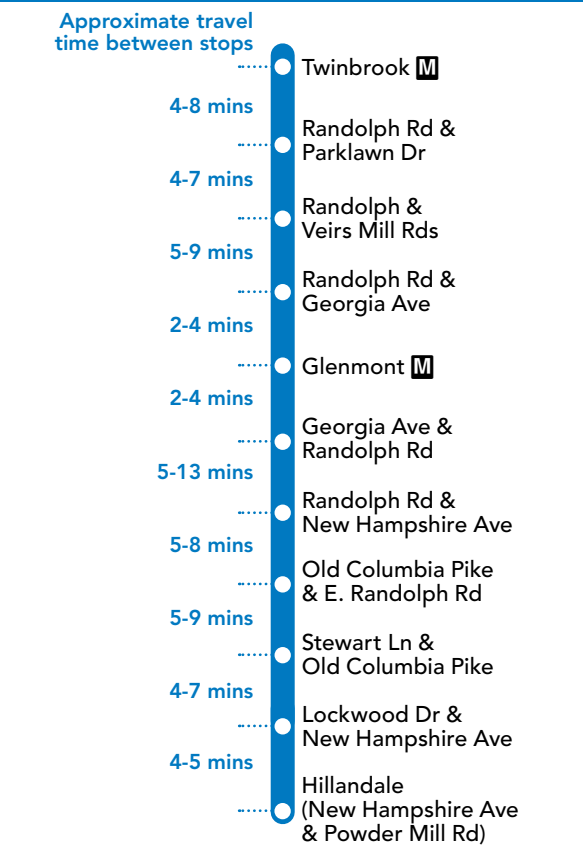 Approximate travel
time between stops
Twinbrook M
4-8 mins
Randolph Rd &
Parklawn Dr
4-7 mins
Randolph &
Veirs Mill Rds
5-9 mins
Randolph Rd &
Georgia Ave
2-4 mins
Glenmont M
2-4 mins
Georgia Ave &
Randolph Rd
5-13 mins
Randolph Rd &
New Hampshire Ave
5-8 mins
Old Columbia Pike
& E. Randolph Rd
5-9 mins
Stewart Ln &
Old Columbia Pike
4-7 mins
Lockwood Dr &
New Hampshire Ave
4-5 mins
Hillandale
(New Hampshire Ave
& Powder Mill Rd)